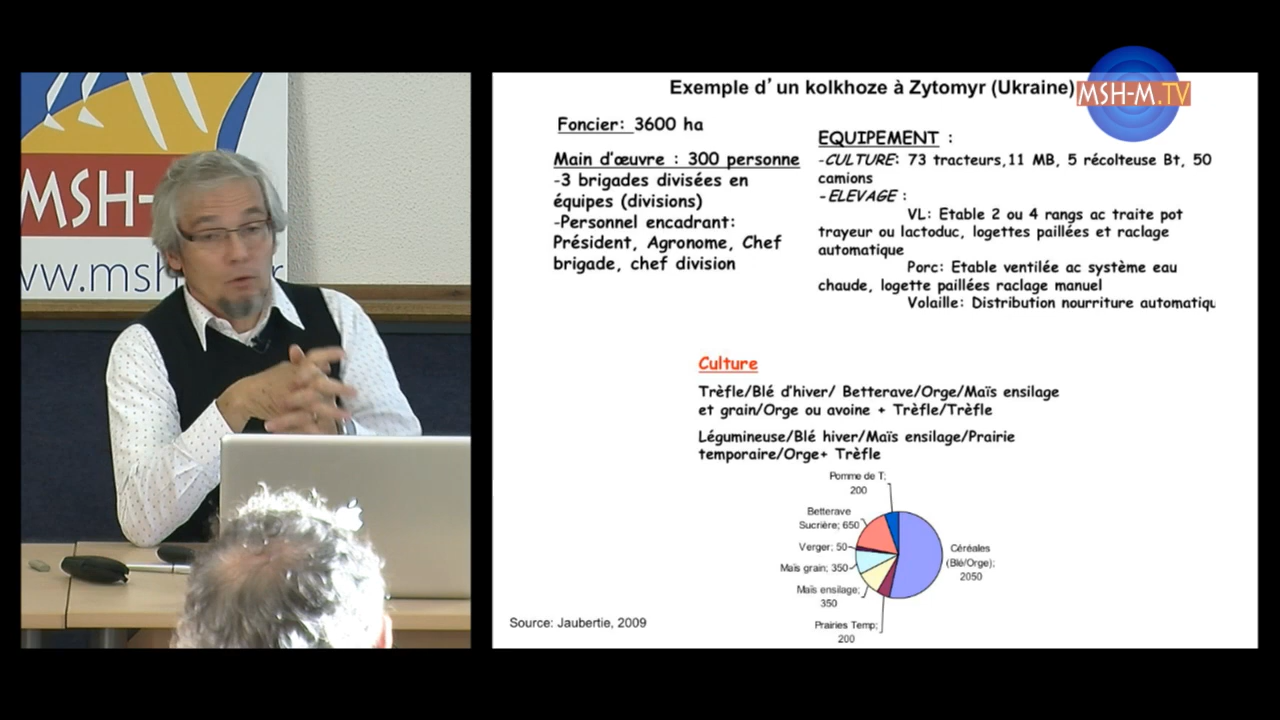 MSH-
ww.msh
r
MSH-M.TV
Exemple d'un kolkhoze à Zytomyr (Ukraine)
Foncier: 3600 ha
Main d'œuvre : 300 personne
-3 brigades divisées en
équipes (divisions)
-Personnel encadrant:
Président, Agronome, Chef
brigade, chef division
EQUIPEMENT :
-CULTURE: 73 tracteurs,11 MB, 5 récolteuse Bt, 50
camions
-ELEVAGE :
VL: Etable 2 ou 4 rangs ac traite pot
trayeur ou lactoduc, logettes paillées et raclage
automatique
Porc: Etable ventilée ac système eau
chaude, logette paillées raclage manuel
Volaille: Distribution nourriture automatiqu
Culture
Trèfle/Blé d'hiver/ Betterave/Orge/Maïs ensilage
et grain/Orge ou avoine + Trèfle/Trèfle
Légumineuse/Blé hiver/Maïs ensilage/Prairie
temporaire/Orge+ Trèfle
Pomme de T;
200
Betterave
Sucrière; 650
Verger; 50
Maïs grain; 350
Maïs ensilage;
350
Prairies Temp;
200
Céréales
(Blé/Orge);
2050
Source: Jaubertie, 2009